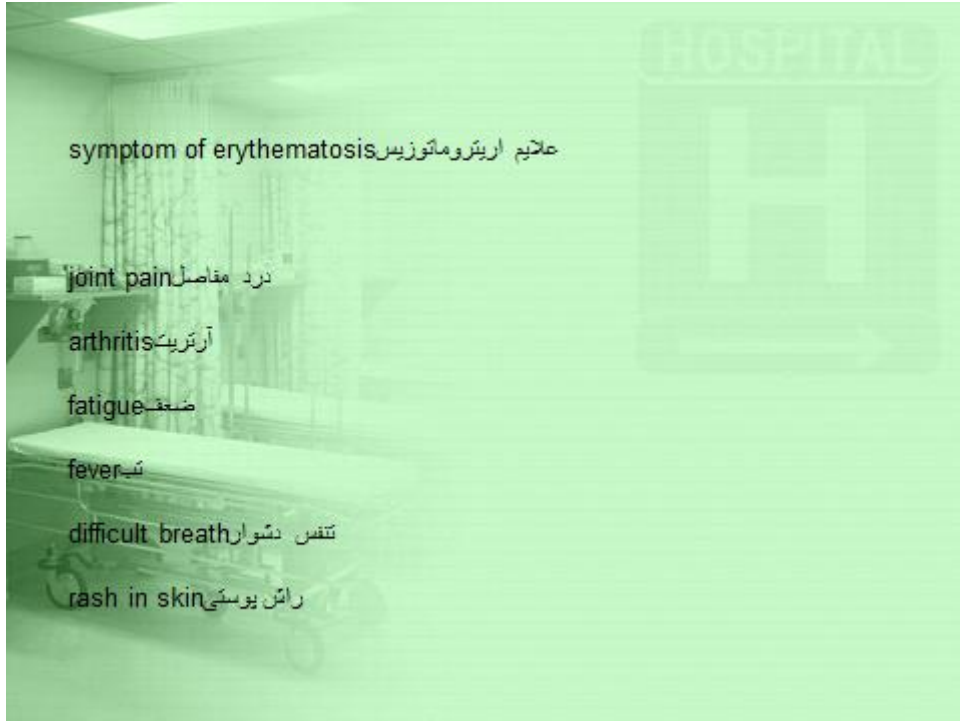 HOSPITAL
H
symptom of erythematosisعلایم اریتروماتوزیس
joint painدرد مفاصل
arthritisآرتریت
fatigueضعف
feverتب
difficult breathتنفس دشوار
rash in skinراش پوستی